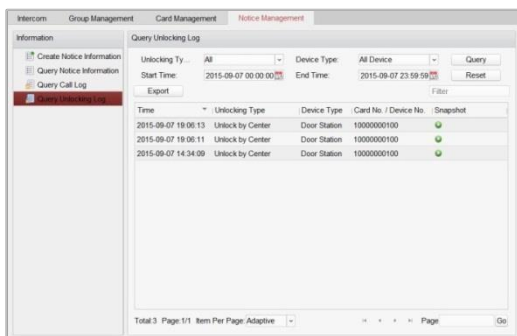 Intercom Group Management Card Management Notice Management
Information
Create Notice Information
Query Notice Information
Query Call Log
Query Unlocking Log
Query Unlocking Log
Unlocking Ty... All Device Type: All Device Query
Start Time: 2015-09-07 00:00:00 End Time: 2015-09-07 23:59:59 Reset
Export Filter
Time Unlocking Type Device Type Card No. / Device No. Snapshot
2015-09-07 19:06:13 Unlock by Center Door Station 10000000100
2015-09-07 19:06:11 Unlock by Center Door Station 10000000100
2015-09-07 14:34:09 Unlock by Center Door Station 10000000100
Total:3 Page:1/1 Item Per Page: Adaptive Page Go